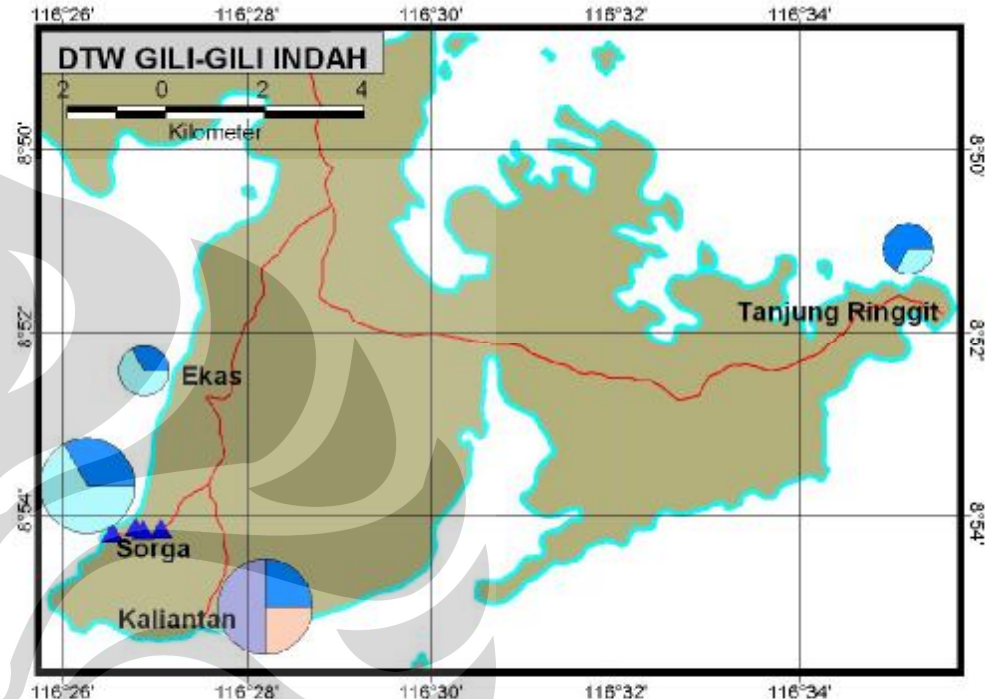 116°26' 116°28' 116°30' 116°32' 116°34'
DTW GILI-GILI INDAH
2 0 2 4
Kilometer
8°50' 8°50'
Tanjung Ringgit
8°52' 8°52'
Ekas
8°54' 8°54'
Sorga
Kaliantan
116°26' 116°28' 116°30' 116°32' 116°34'